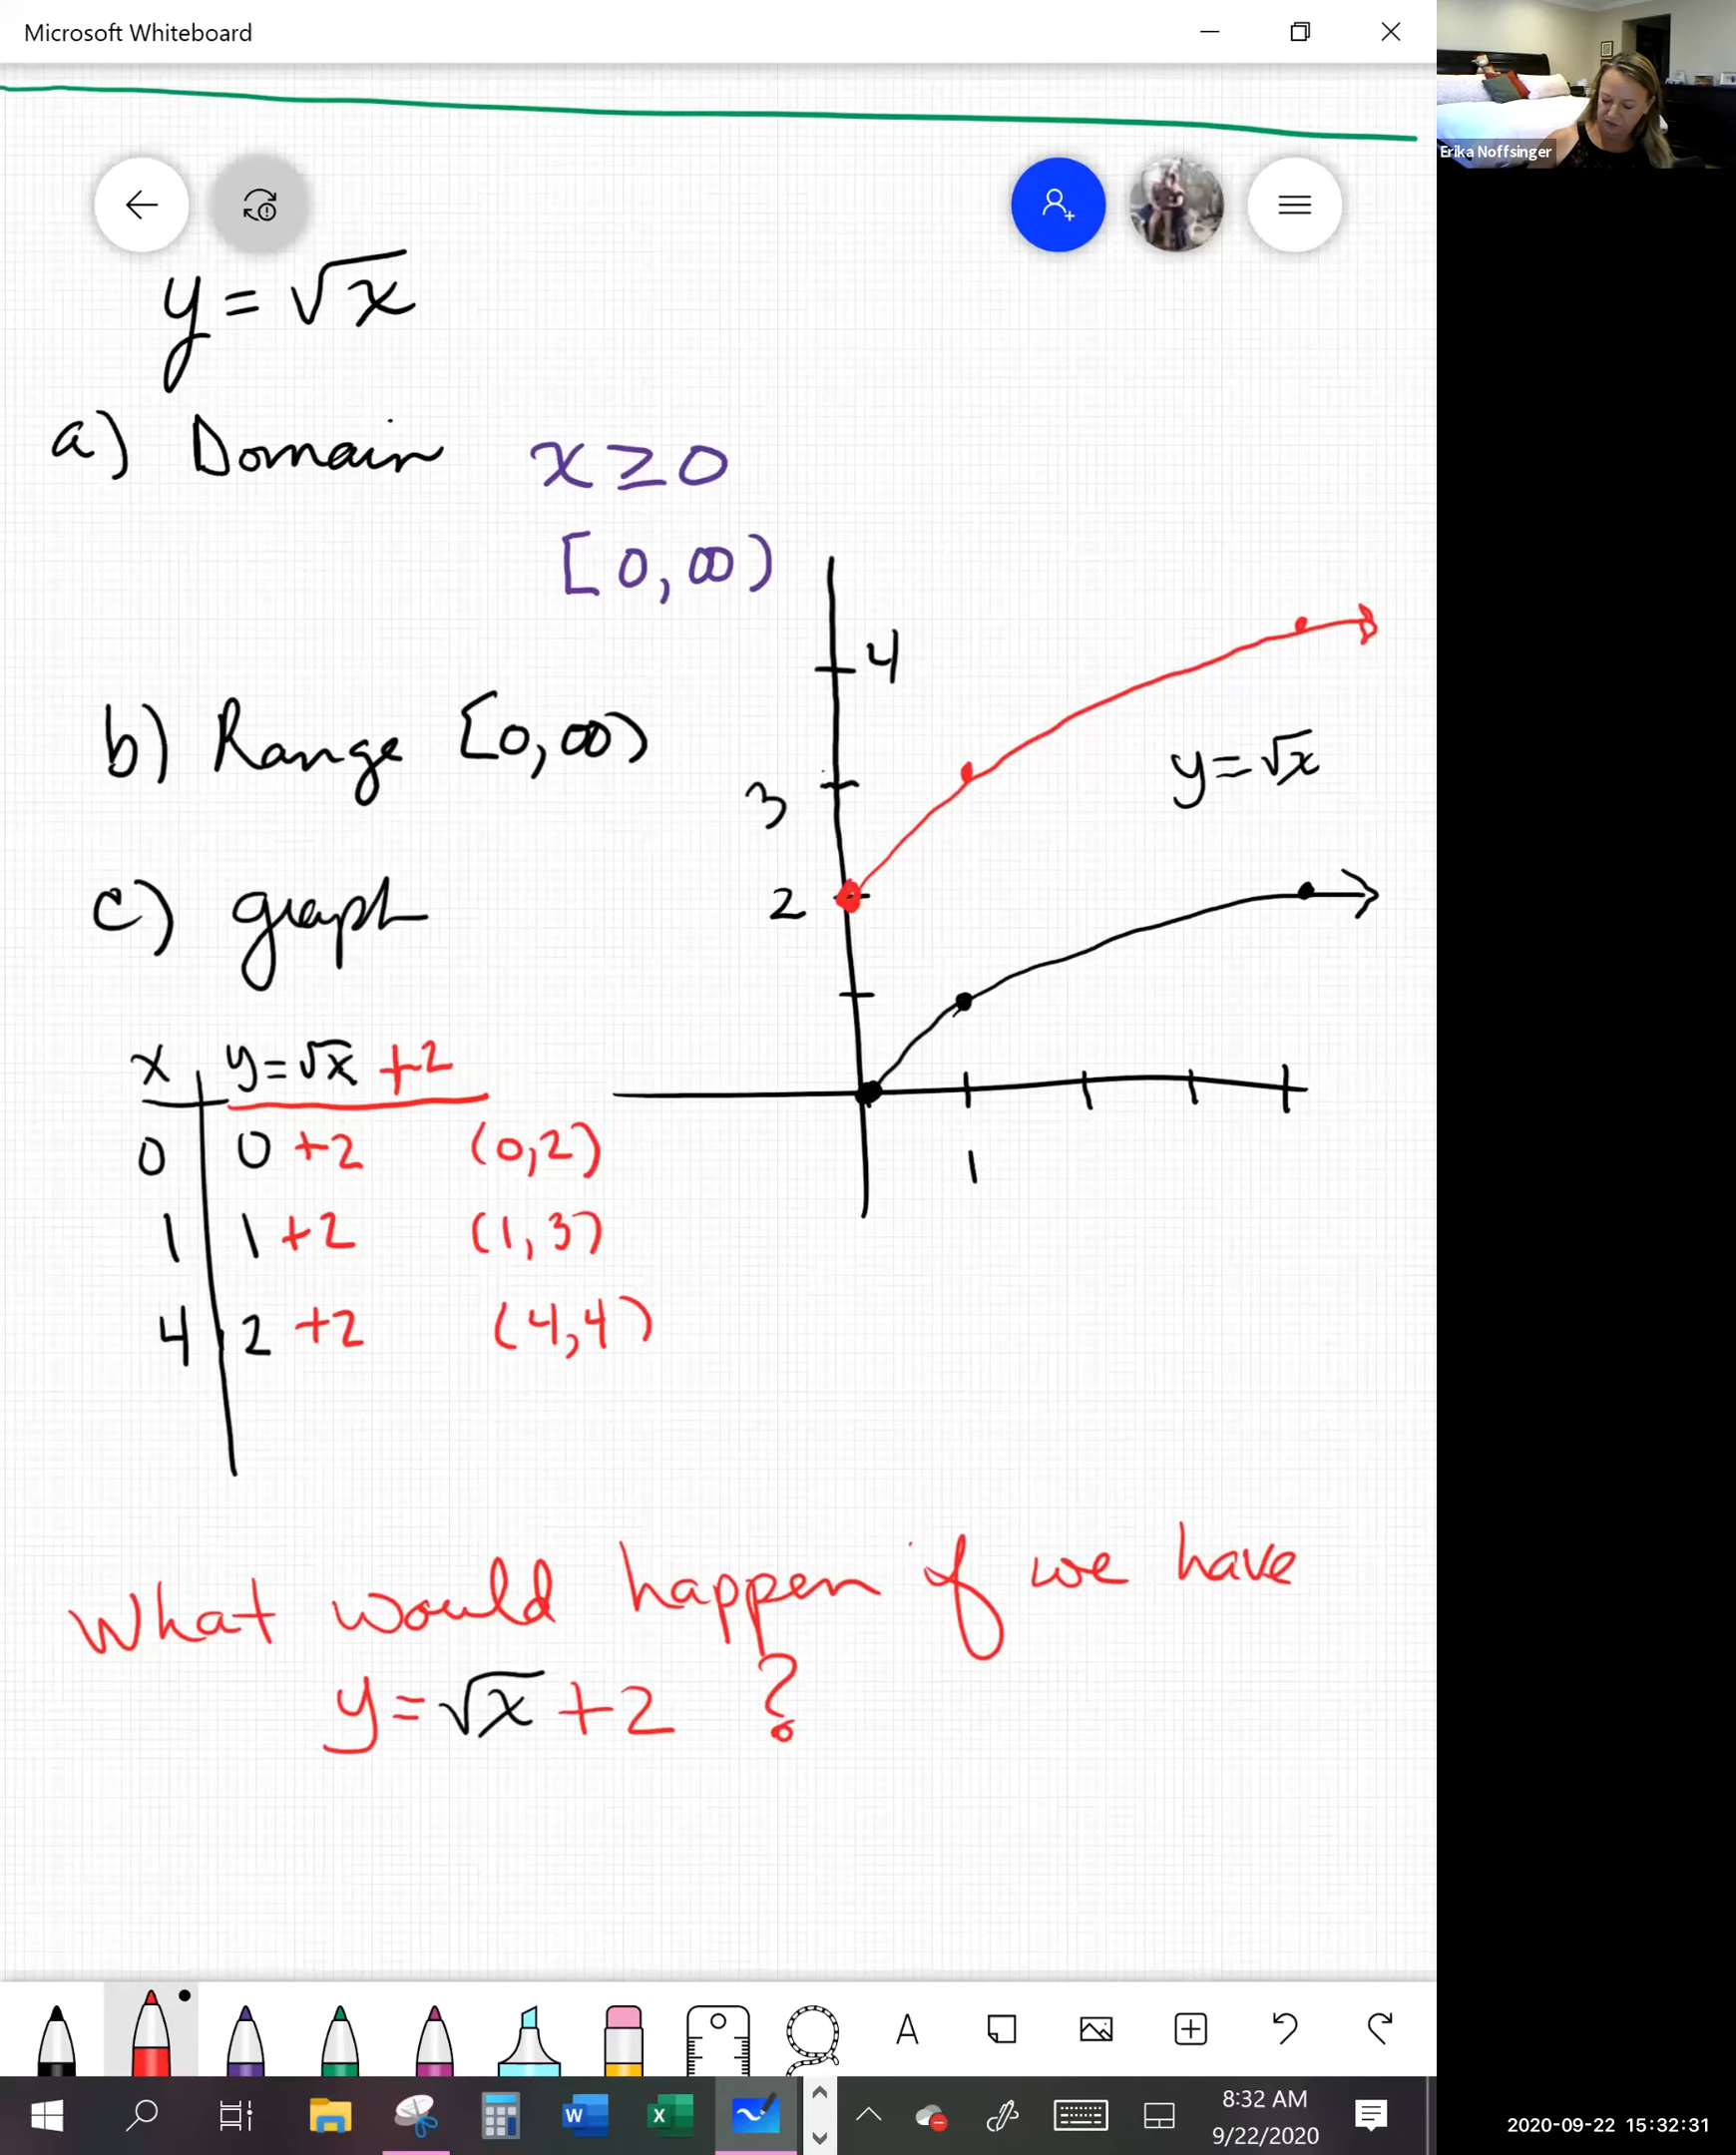 Microsoft Whiteboard
Erika Noffsinger
y = √x
a) Domain x ≥ 0
[0, ∞)
b) Range [0, ∞)
c) graph
4
3
2
1
y = √x
x y = √x + 2
0 0 + 2 (0, 2)
1 1 + 2 (1, 3)
4 2 + 2 (4, 4)
What would happen if we have
y = √x + 2 ?
A
W
X
8:32 AM
9/22/2020
2020-09-22 15:32:31